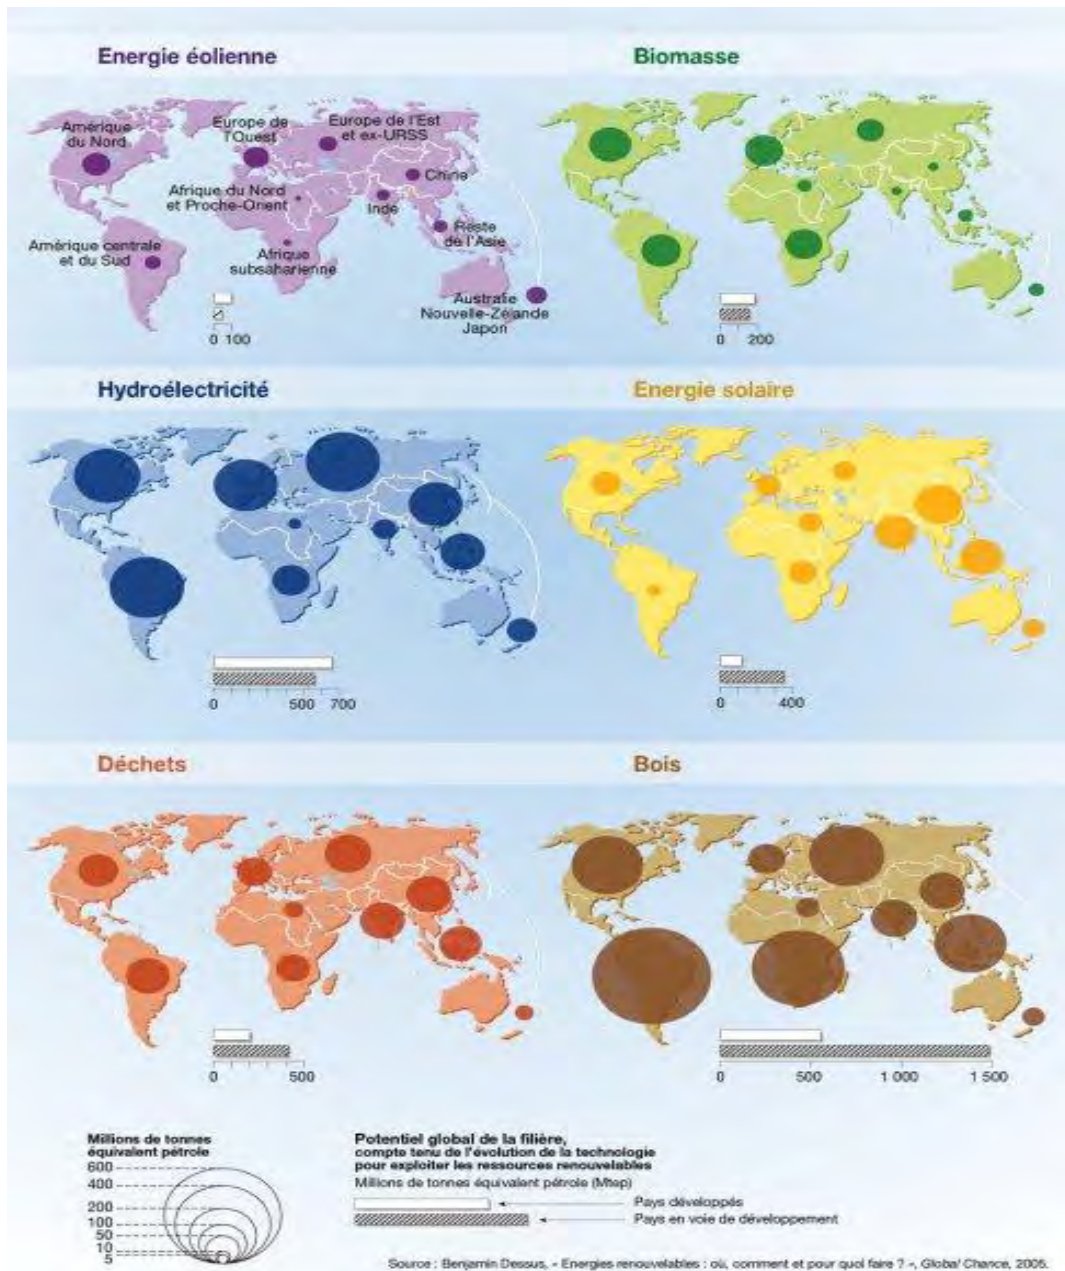 Energie éolienne
Biomasse
Amérique
du Nord
Europe de
l'Ouest
Europe de l'Est
et ex-URSS
Chine
Afrique du Nord
et Proche-Orient
Inde
Reste
de l'Asie
Amérique centrale
et du Sud
Afrique
subsaharienne
Australie
Nouvelle-Zélande
Japon
0 100
0 200
Hydroélectricité
Energie solaire
0 500 700
0 400
Déchets
Bois
0 500
0 500 1 000 1 500
Millions de tonnes
équivalent pétrole
600
400
200
100
50
10
5
Potentiel global de la filière,
compte tenu de l'évolution de la technologie
pour exploiter les ressources renouvelables
Millions de tonnes équivalent pétrole (Mtep)
Pays développés
Pays en voie de développement
Source : Benjamin Dessus, « Energies renouvelables : où, comment et pour quoi faire ? », Global Chance, 2005.